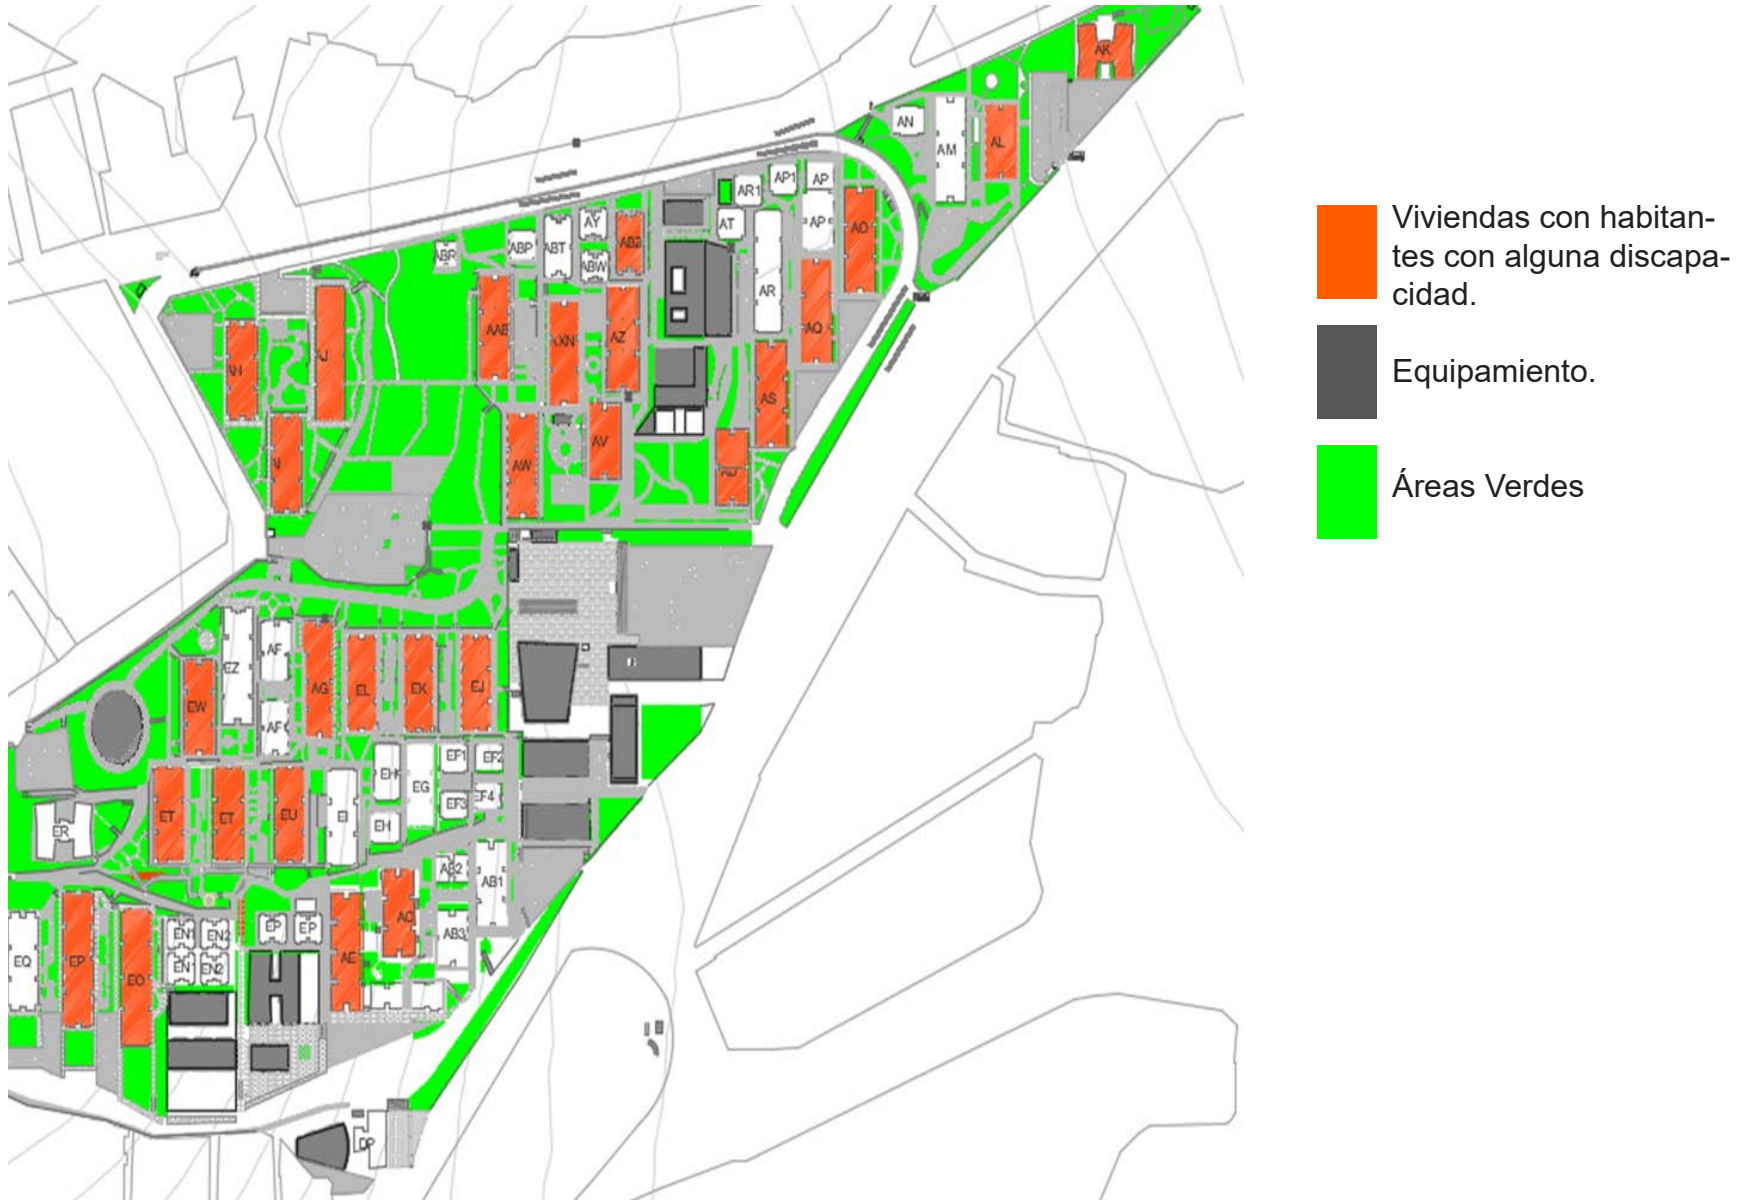 AK
AN
AM
AL
AP1
AP
AR1
AY
AT
AP
AO
ABR
ABP
ABT
ABW
AR
AAE
AZ
AQ
AH
AS
AV
AW
EZ
AF
AG
EL
EK
EJ
EW
AF
EF1
EF2
EH
EG
EF3
EF4
ET
ET
EU
EI
EH
ER
AB2
AB1
AC
EN1
EN2
EP
EP
AB3
EQ
EP
EN
EN2
EO
AE
Viviendas con habitan-
tes con alguna discapa-
cidad.
Equipamiento.
Áreas Verdes